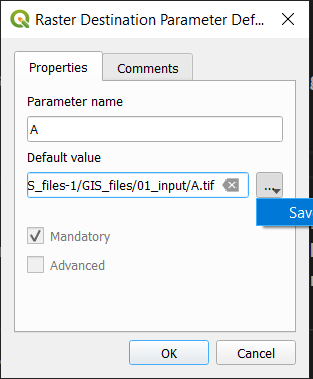 Raster Destination Parameter Def...
Properties
Comments
Parameter name
A
Default value
S_files-1/GIS_files/01_input/A.tif
...
Sav
Mandatory
Advanced
OK
Cancel